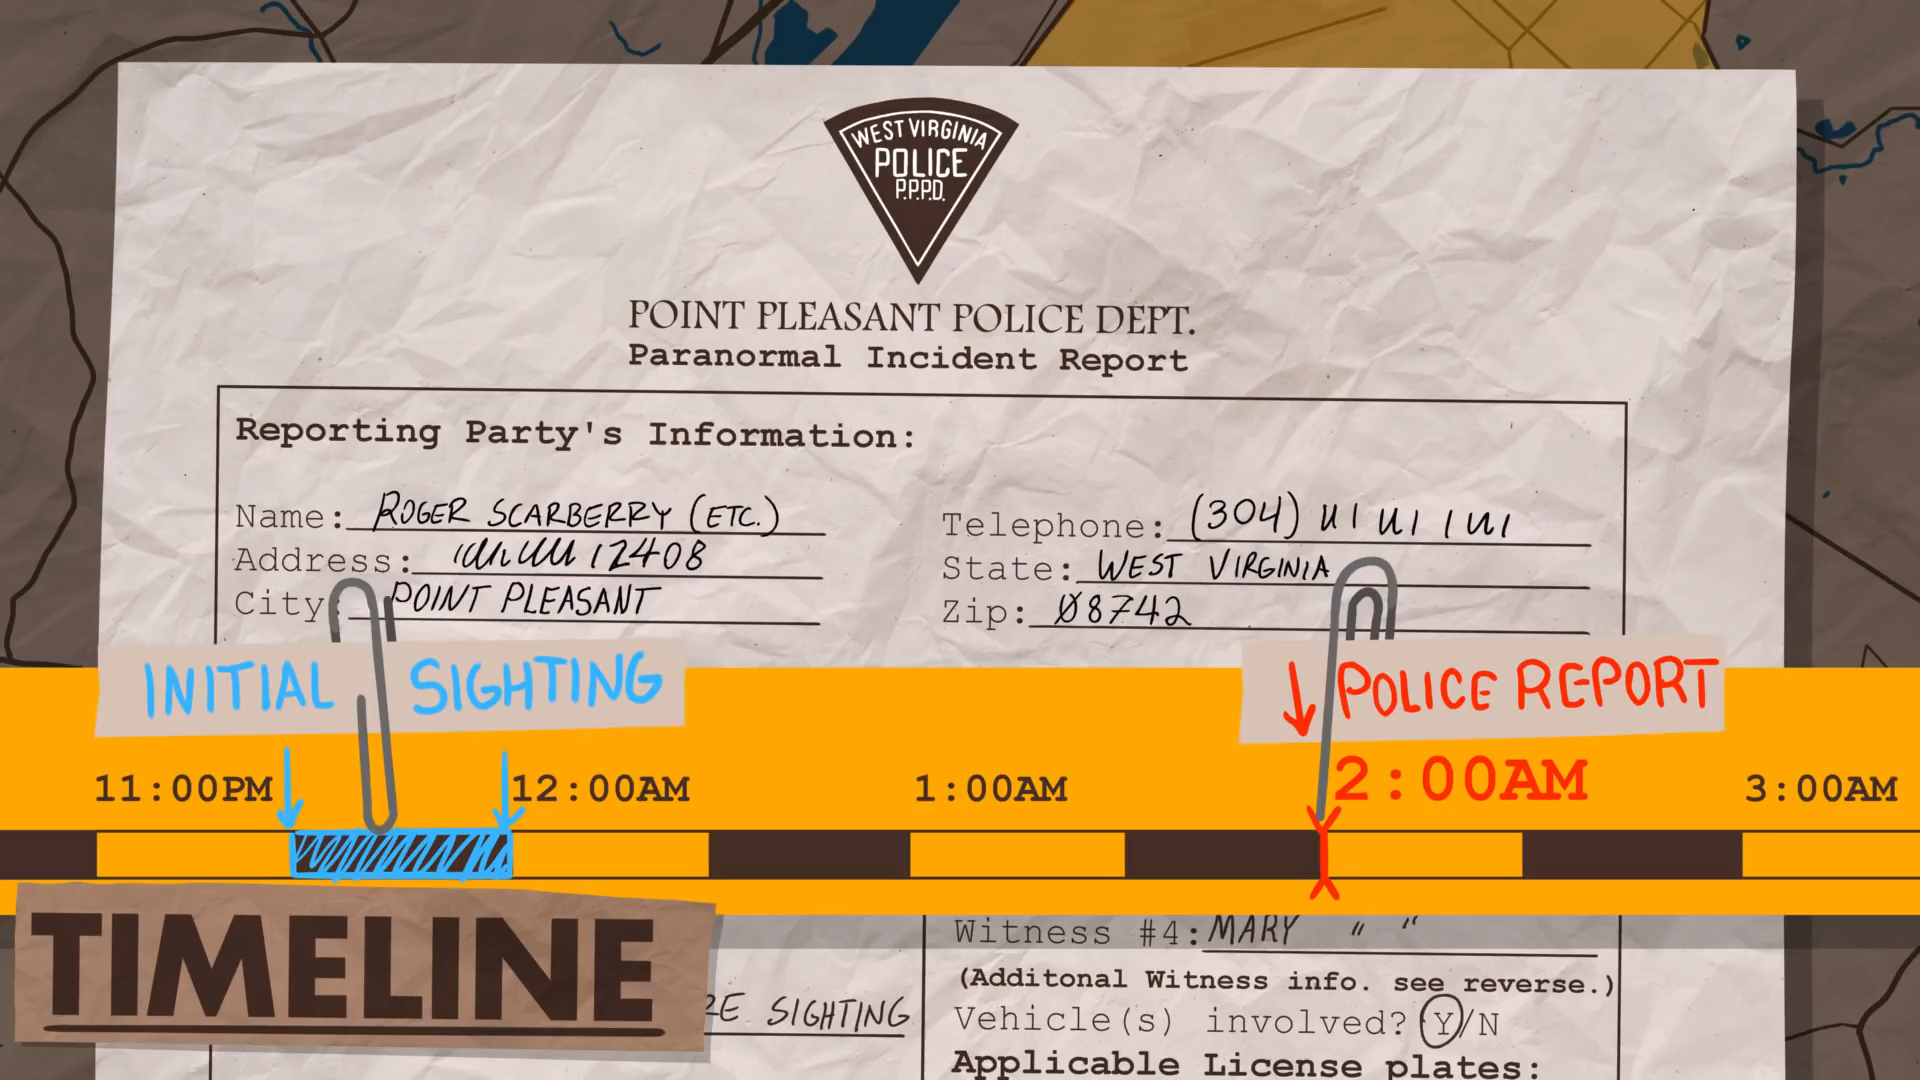 WEST VIRGINIA
POLICE
P.P.P.D.
POINT PLEASANT POLICE DEPT.
Paranormal Incident Report
Reporting Party's Information:
Name: ROGER SCARBERRY (ETC.)
Telephone: (304)
Address: 12408
State: WEST VIRGINIA
City: POINT PLEASANT
Zip: 08742
INITIAL SIGHTING
POLICE REPORT
11:00PM 12:00AM 1:00AM 2:00AM 3:00AM
TIMELINE
Witness #4: MARY " "
(Additonal Witness info. see reverse.)
SIGHTING
Vehicle(s) involved? Y/N
Applicable License plates: